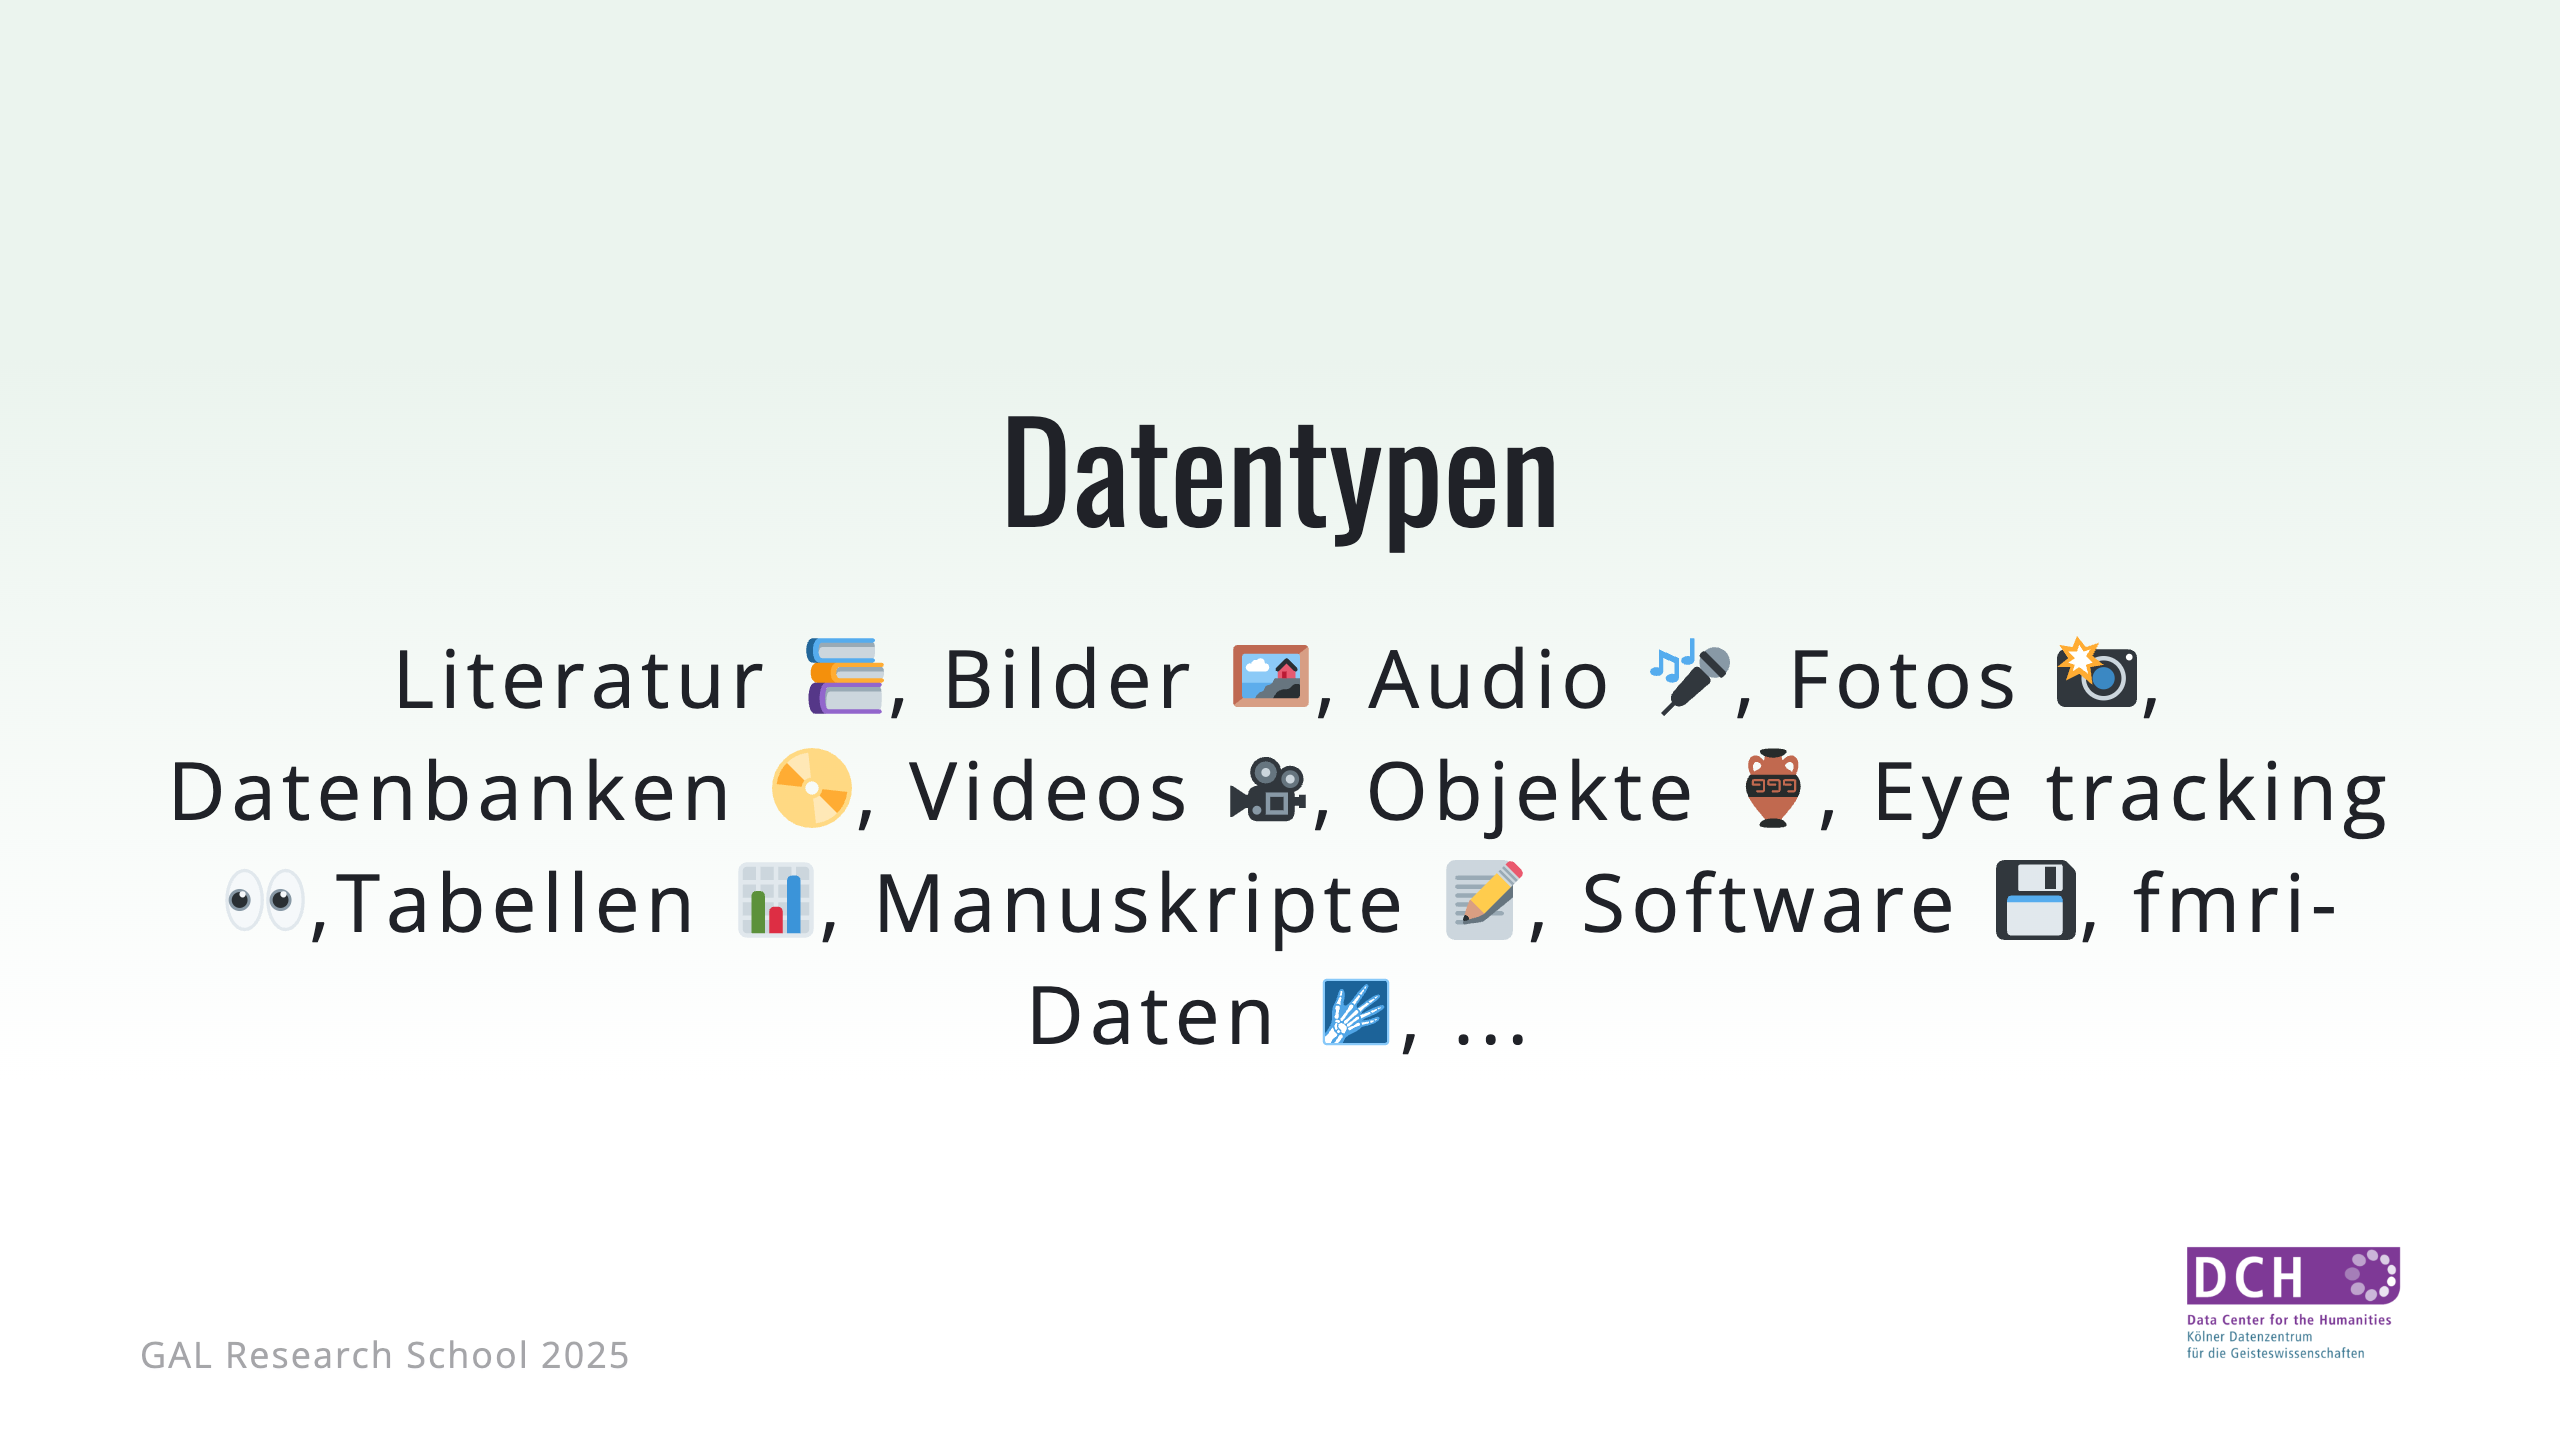 Datentypen
Literatur 📚, Bilder 🖼, Audio 🎤, Fotos 📸,
Datenbanken 📀, Videos 🎥, Objekte 🏺, Eye tracking
👀,Tabellen 📊, Manuskripte 📝, Software 💾, fmri-
Daten 🩻, ...
DCH
Data Center for the Humanities
Kölner Datenzentrum
für die Geisteswissenschaften
GAL Research School 2025